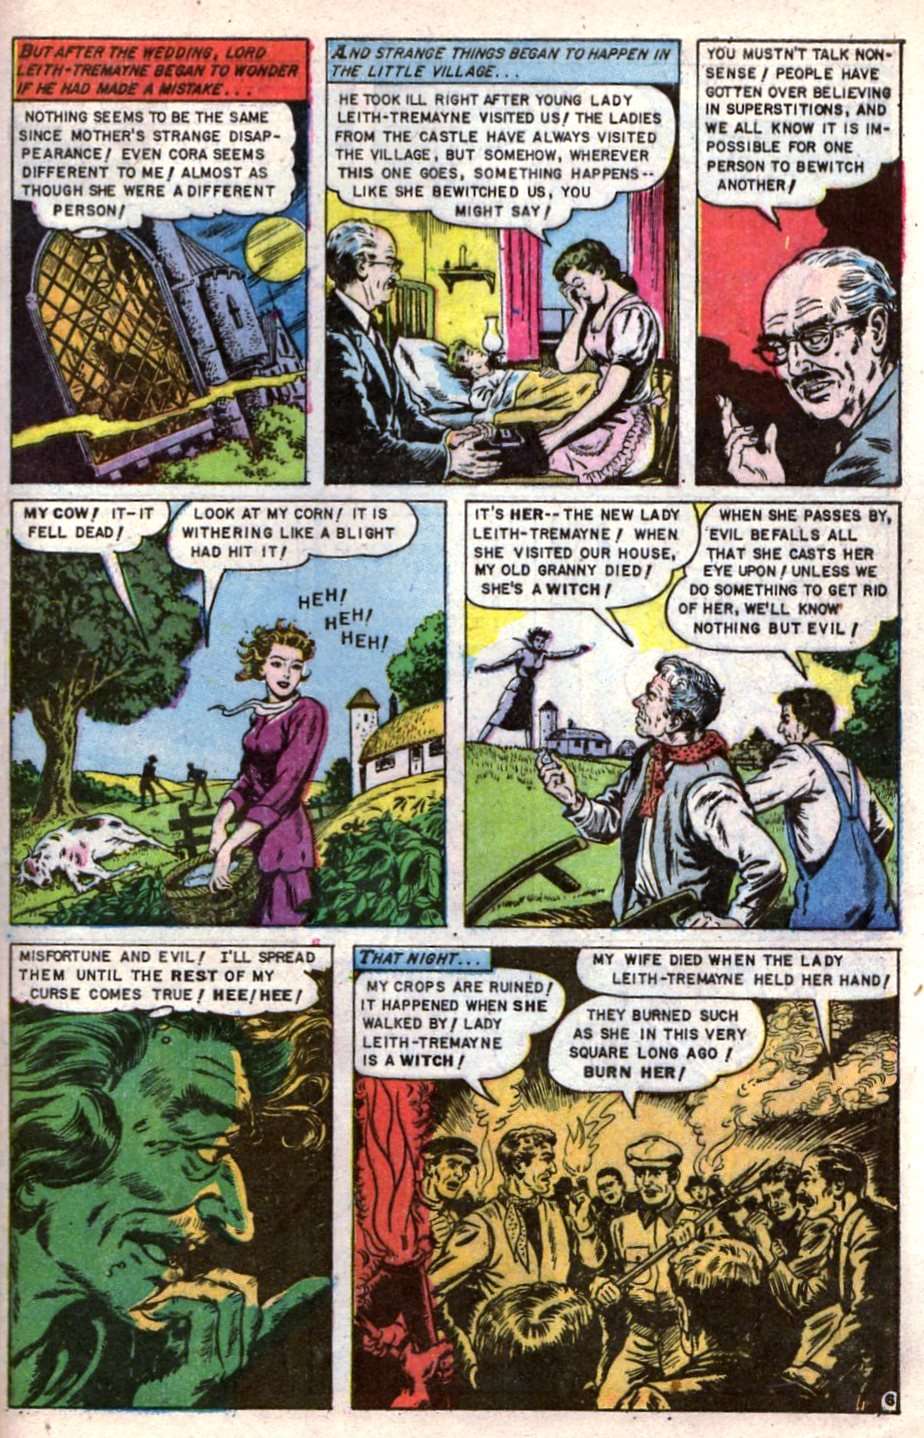 BUT AFTER THE WEDDING, LORD
LEITH-TREMAYNE BEGAN TO WONDER
IF HE HAD MADE A MISTAKE...
NOTHING SEEMS TO BE THE SAME
SINCE MOTHER'S STRANGE DISAP-
PEARANCE! EVEN CORA SEEMS
DIFFERENT TO ME! ALMOST AS
THOUGH SHE WERE A DIFFERENT
PERSON!
AND STRANGE THINGS BEGAN TO HAPPEN IN
THE LITTLE VILLAGE...
HE TOOK ILL RIGHT AFTER YOUNG LADY
LEITH-TREMAYNE VISITED US! THE LADIES
FROM THE CASTLE HAVE ALWAYS VISITED
THE VILLAGE, BUT SOMEHOW, WHEREVER
THIS ONE GOES, SOMETHING HAPPENS--
LIKE SHE BEWITCHED US, YOU
MIGHT SAY!
YOU MUSTN'T TALK NON-
SENSE! PEOPLE HAVE
GOTTEN OVER BELIEVING
IN SUPERSTITIONS, AND
WE ALL KNOW IT IS IM-
POSSIBLE FOR ONE
PERSON TO BEWITCH
ANOTHER!
MY COW! IT-IT
FELL DEAD!
LOOK AT MY CORN! IT IS
WITHERING LIKE A BLIGHT
HAD HIT IT!
HEH!
HEH!
HEH!
IT'S HER-- THE NEW LADY
LEITH-TREMAYNE! WHEN
SHE VISITED OUR HOUSE,
MY OLD GRANNY DIED!
SHE'S A WITCH!
WHEN SHE PASSES BY,
EVIL BEFALLS ALL
THAT SHE CASTS HER
EYE UPON! UNLESS WE
DO SOMETHING TO GET RID
OF HER, WE'LL KNOW
NOTHING BUT EVIL!
MISFORTUNE AND EVIL! I'LL SPREAD
THEM UNTIL THE REST OF MY
CURSE COMES TRUE! HEE! HEE!
THAT NIGHT...
MY CROPS ARE RUINED!
IT HAPPENED WHEN SHE
WALKED BY! LADY
LEITH-TREMAYNE
IS A WITCH!
THEY BURNED SUCH
AS SHE IN THIS VERY
SQUARE LONG AGO!
BURN HER!
MY WIFE DIED WHEN THE LADY
LEITH-TREMAYNE HELD HER HAND!
6